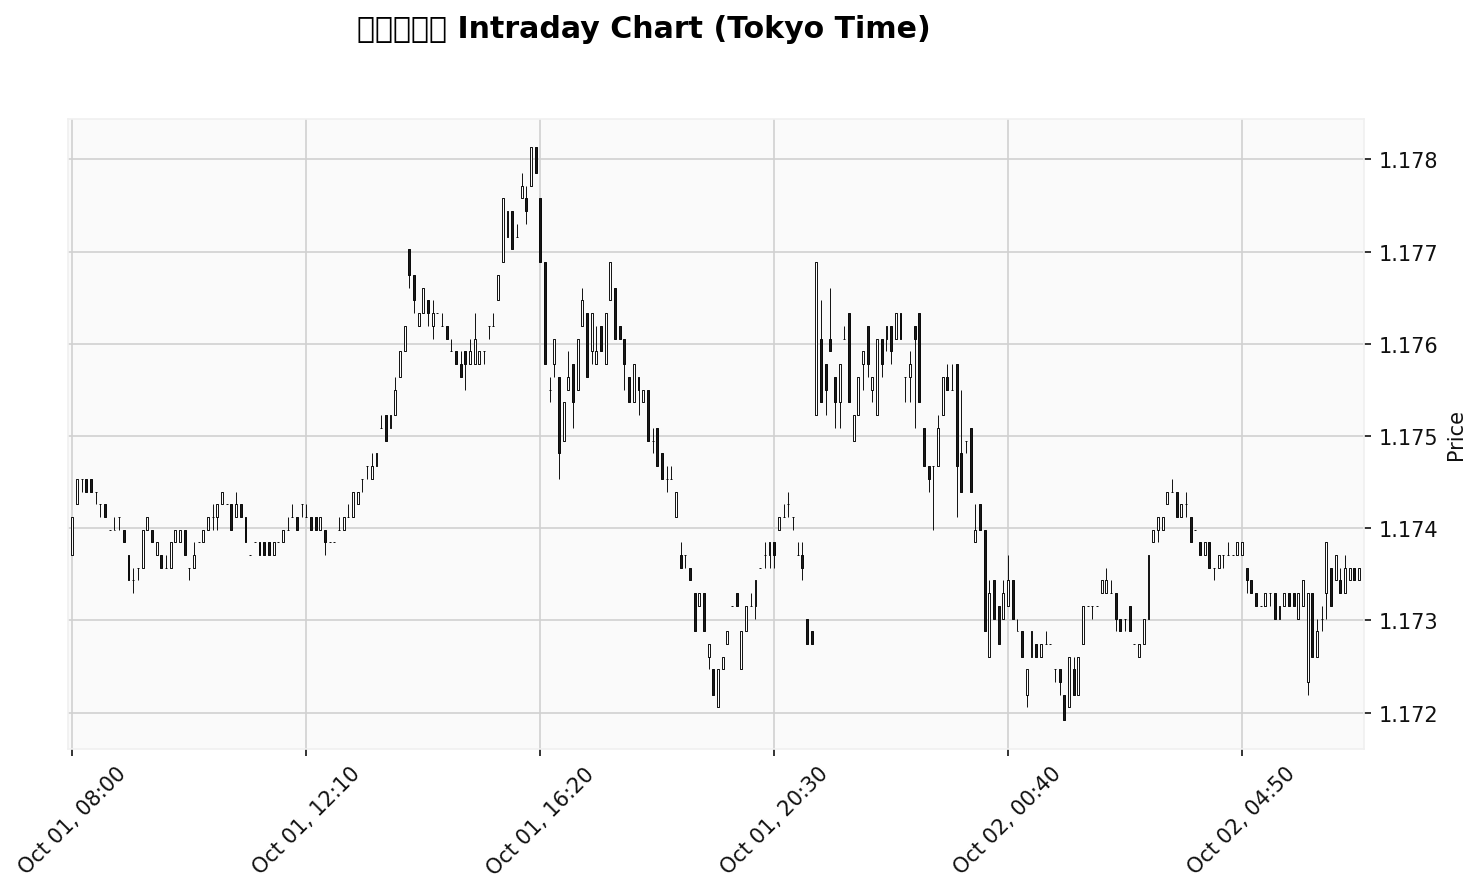 Intraday Chart (Tokyo Time)
1.178
1.177
1.176
1.175
1.174
1.173
1.172
Price
Oct 01, 08:00
Oct 01, 12:10
Oct 01, 16:20
Oct 01, 20:30
Oct 02, 00:40
Oct 02, 04:50